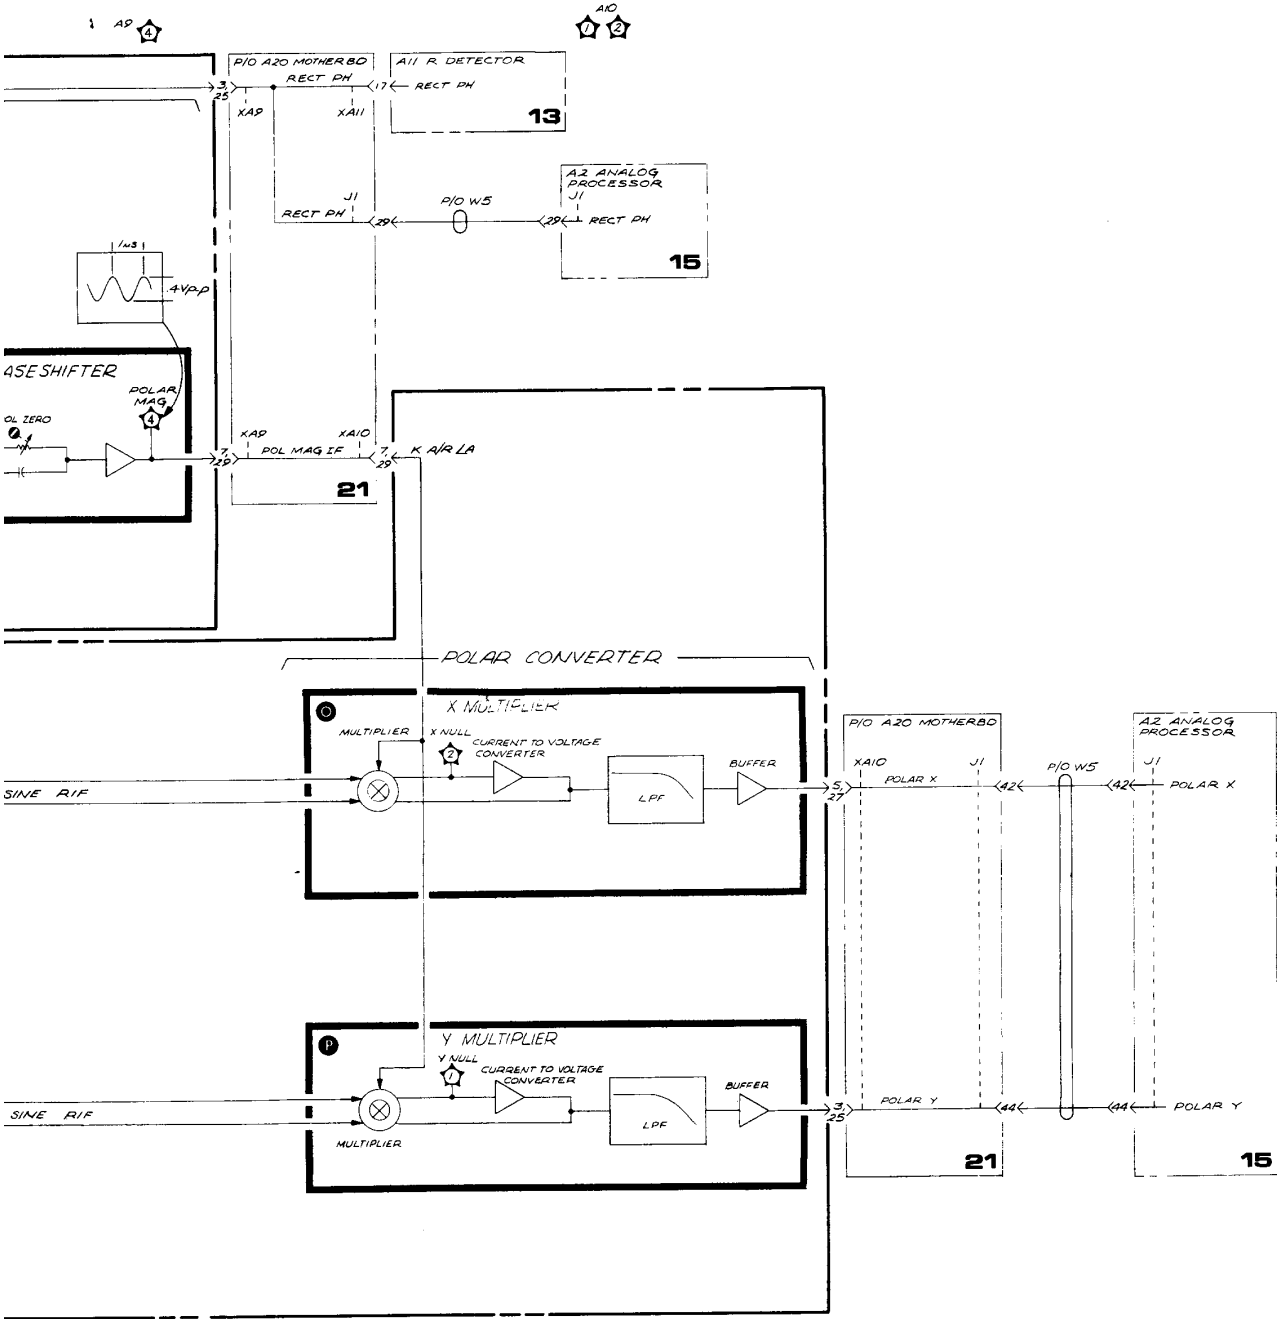 A9
4
A10
1 2
P/O A20 MOTHERBD
RECT PH
3,
25
XA9
XA11
17
A11 R DETECTOR
RECT PH
13
J1
RECT PH
29
P/O W5
29
A2 ANALOG
PROCESSOR
J1
RECT PH
15
.4Vp-p
ASE SHIFTER
POLAR
MAG
4
OL ZERO
7,
29
XA9
XA10
POL MAG IF
7,
29
K A/R LA
21
POLAR CONVERTER
O
X MULTIPLIER
MULTIPLIER
X NULL
2
CURRENT TO VOLTAGE
CONVERTER
LPF
BUFFER
SINE RIF
5,
27
P/O A20 MOTHERBD
XA10
J1
POLAR X
42
P/O W5
42
A2 ANALOG
PROCESSOR
J1
POLAR X
P
Y MULTIPLIER
Y NULL
1
CURRENT TO VOLTAGE
CONVERTER
MULTIPLIER
LPF
BUFFER
SINE RIF
3,
25
POLAR Y
44
44
POLAR Y
21
15